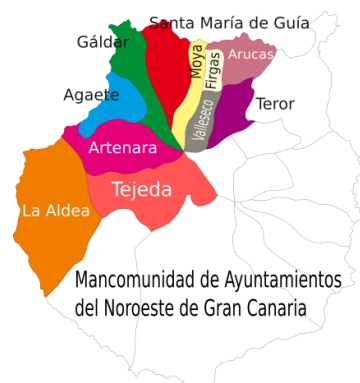 Santa María de Guía
Gáldar
Moya
Firgas
Arucas
Agaete
Valleseco
Teror
Artenara
Tejeda
La Aldea
Mancomunidad de Ayuntamientos
del Noroeste de Gran Canaria